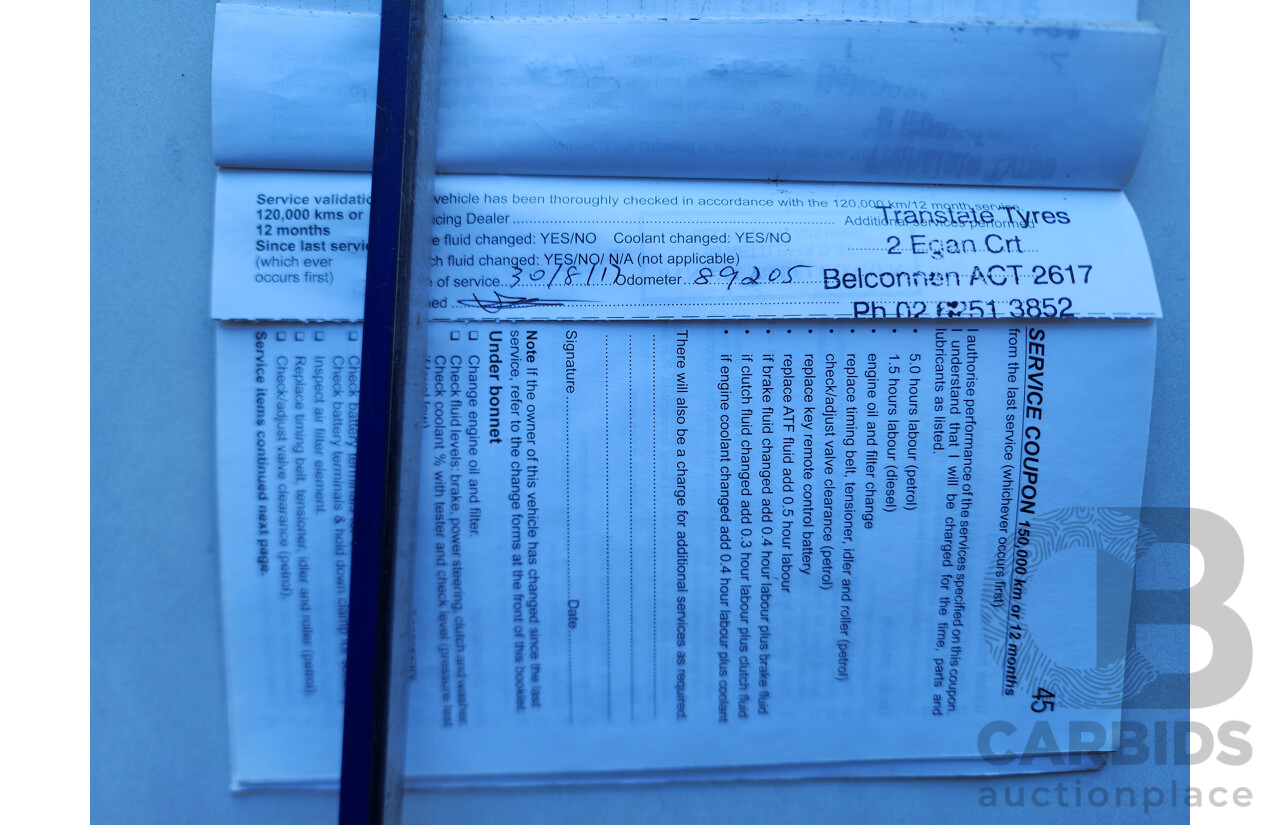 Service validatio
120,000 kms or
12 months
Since last servi
(which ever
occurs first)
vehicle has been thoroughly checked in accordance with the 120,000 km/12 month service.
cing Dealer
Additional services performed
e fluid changed: YES/NO Coolant changed: YES/NO
h fluid changed: YES/NO/ N/A (not applicable)
of service 30/8/1 Odometer 89205
ed
Translate Tyres
2 Egan Crt
Belconnen ACT 2617
Ph 02 6251 3852
SERVICE COUPON 150,000 km or 12 months 45
from the last service (whichever occurs first)
I authorise performance of the services specified on this coupon.
I understand that I will be charged for the time, parts and
lubricants as listed.
• 5.0 hours labour (petrol)
• 1.5 hours labour (diesel)
• engine oil and filter change
• replace timing belt, tensioner, idler and roller (petrol)
• check/adjust valve clearance (petrol)
• replace key remote control battery
• replace ATF fluid add 0.5 hour labour
• if brake fluid changed add 0.4 hour labour plus brake fluid
• if clutch fluid changed add 0.3 hour labour plus clutch fluid
• if engine coolant changed add 0.4 hour labour plus coolant
There will also be a charge for additional services as required.
Signature Date
Note If the owner of this vehicle has changed since the last
service, refer to the change forms at the front of this booklet.
Under bonnet
❑ Change engine oil and filter.
❑ Check fluid levels: brake, power steering, clutch and washer.
Check coolant % with tester and check level (pressure test
❑ Check battery
Check battery terminals & hold down clamp
❑ Inspect air filter element.
❑ Replace timing belt, tensioner, idler and roller (petrol).
❑ Check/adjust valve clearance (petrol).
Service items continued next page.
CARBIDS
auctionplace